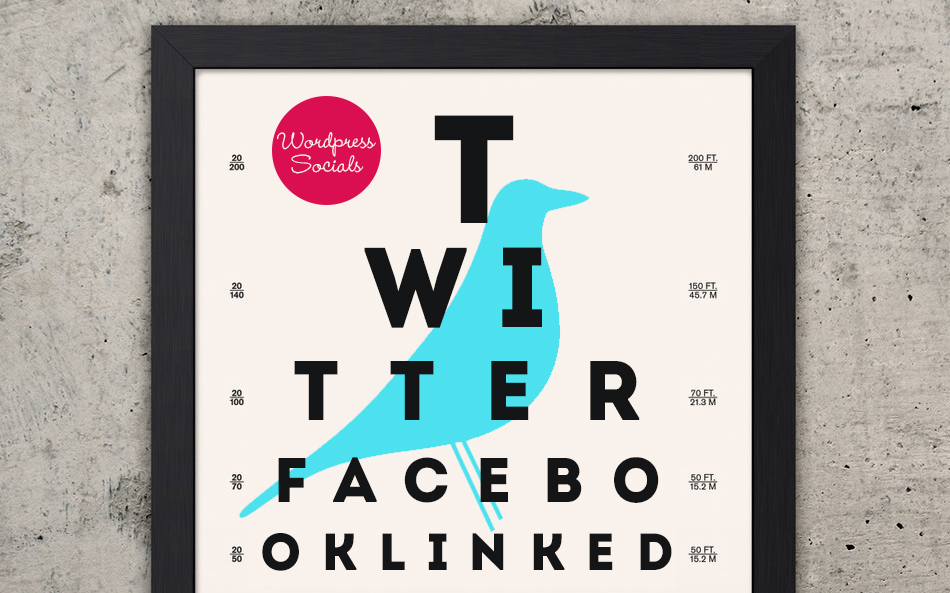 Wordpress
Socials
T
20
200
200 FT.
61 M
W I
20
140
150 FT.
45.7 M
T T E R
20
100
70 FT.
21.3 M
F A C E B O
20
70
50 FT.
15.2 M
O K L I N K E D
20
50
50 FT.
15.2 M